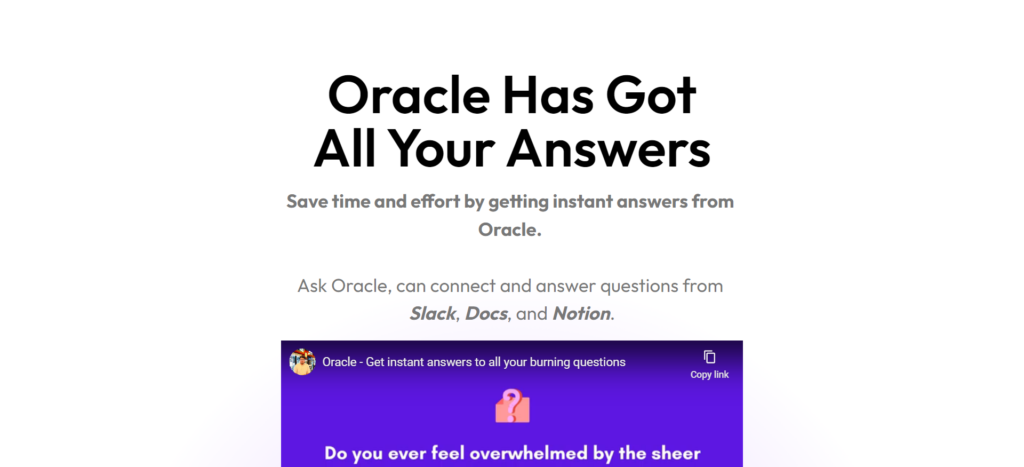 Oracle Has Got
All Your Answers
Save time and effort by getting instant answers from
Oracle.
Ask Oracle, can connect and answer questions from
Slack, Docs, and Notion.
Oracle - Get instant answers to all your burning questions
Copy link
?
Do you ever feel overwhelmed by the sheer